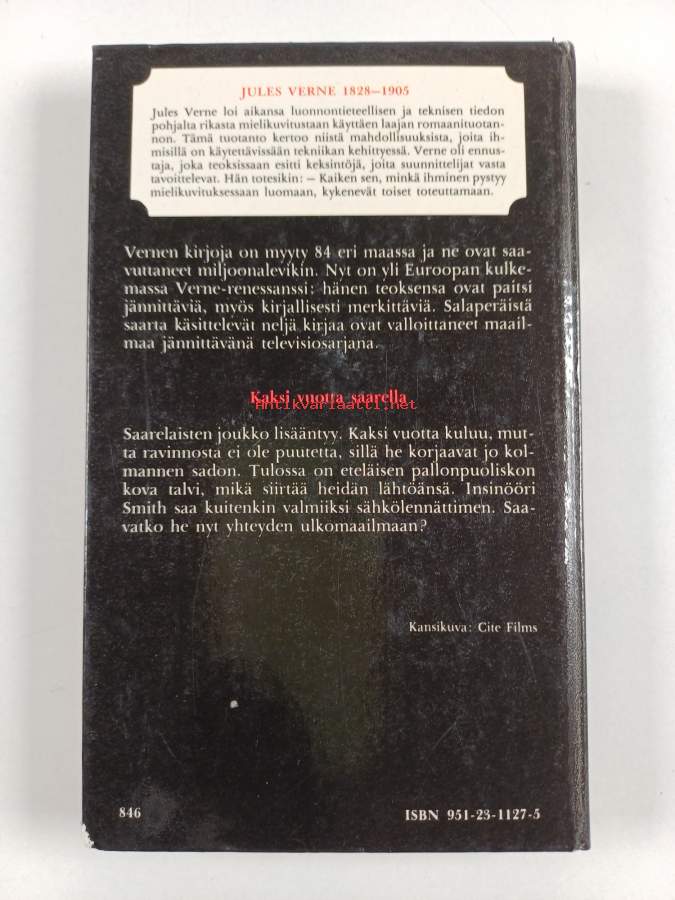 JULES VERNE 1828–1905
Jules Verne loi aikansa luonnontieteellisen ja teknisen tiedon
pohjalta rikasta mielikuvitustaan käyttäen laajan romaanituotan-
non. Tämä tuotanto kertoo niistä mahdollisuuksista, joita ih-
misillä on käytettävissään tekniikan kehittyessä. Verne oli ennus-
taja, joka teoksissaan esitti keksintöjä, joita suunnittelijat vasta
tavoittelevat. Hän totesikin: – Kaiken sen, minkä ihminen pystyy
mielikuvituksessaan luomaan, kykenevät toiset toteuttamaan.
Vernen kirjoja on myyty 84 eri maassa ja ne ovat saa-
vuttaneet miljoonalevikin. Nyt on yli Euroopan kulke-
massa Verne-renessanssi: hänen teoksensa ovat paitsi
jännittäviä, myös kirjallisesti merkittäviä. Salaperäistä
saarta käsittelevät neljä kirjaa ovat valloittaneet maail-
maa jännittävänä televisiosarjana.
Kaksi vuotta saarella
Antikvariaatti.net
Saarelaisten joukko lisääntyy. Kaksi vuotta kuluu, mut-
ta ravinnosta ei ole puutetta, sillä he korjaavat jo kol-
mannen sadon. Tulossa on eteläisen pallonpuoliskon
kova talvi, mikä siirtää heidän lähtöänsä. Insinööri
Smith saa kuitenkin valmiiksi sähkölennättimen. Saa-
vatko he nyt yhteyden ulkomaailmaan?
Kansikuva: Cite Films
846
ISBN 951-23-1127-5